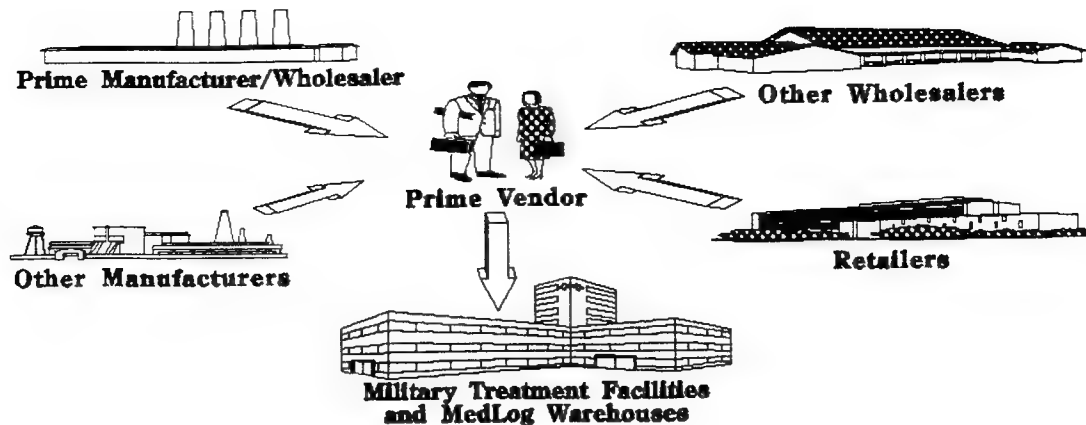 Prime Manufacturer/Wholesaler
Other Wholesalers
Prime Vendor
Other Manufacturers
Retailers
Military Treatment Facilities
and MedLog Warehouses